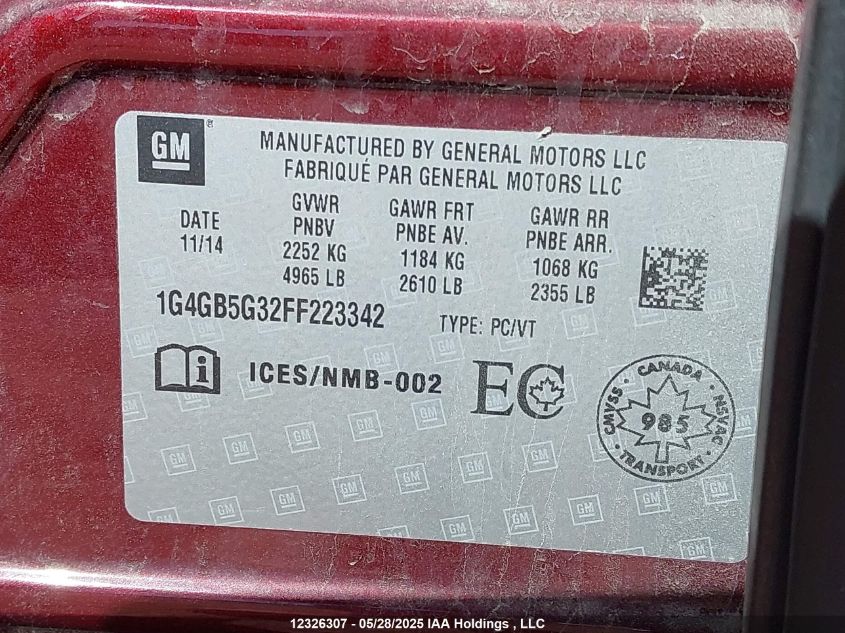 GM ®
MANUFACTURED BY GENERAL MOTORS LLC
FABRIQUÉ PAR GENERAL MOTORS LLC
DATE
11/14
GVWR
PNBV
2252 KG
4965 LB
GAWR FRT
PNBE AV.
1184 KG
2610 LB
GAWR RR
PNBE ARR.
1068 KG
2355 LB
1G4GB5G32FF223342
TYPE: PC/VT
i
ICES/NMB-002
EC
CANADA
CMVSS
NSVAC
985
TRANSPORT
12326307 - 05/28/2025 IAA Holdings , LLC